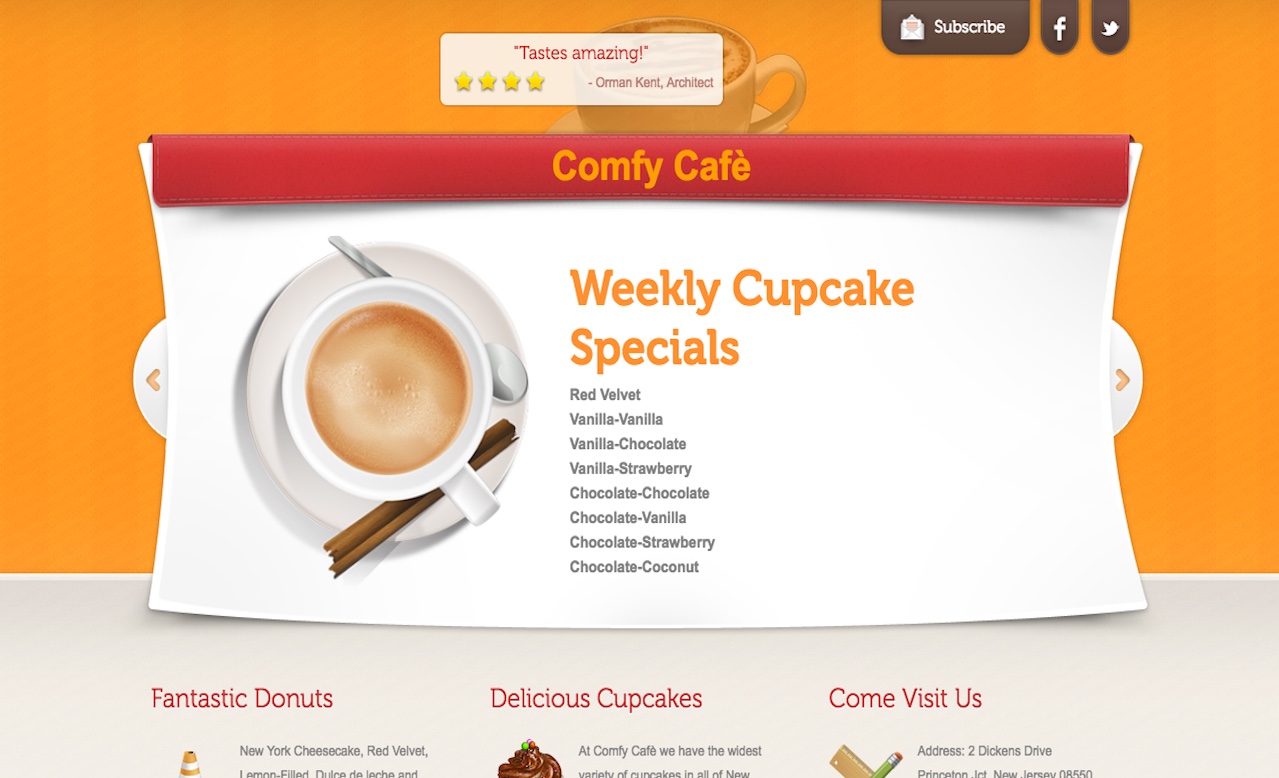 Subscribe
"Tastes amazing!"
- Orman Kent, Architect
Comfy Cafè
Weekly Cupcake
Specials
Red Velvet
Vanilla-Vanilla
Vanilla-Chocolate
Vanilla-Strawberry
Chocolate-Chocolate
Chocolate-Vanilla
Chocolate-Strawberry
Chocolate-Coconut
Fantastic Donuts
New York Cheesecake, Red Velvet,
Lemon-Filled, Dulce de leche and
Delicious Cupcakes
At Comfy Cafè we have the widest
variety of cupcakes in all of New
Come Visit Us
Address: 2 Dickens Drive
Princeton Jct, New Jersey 08550